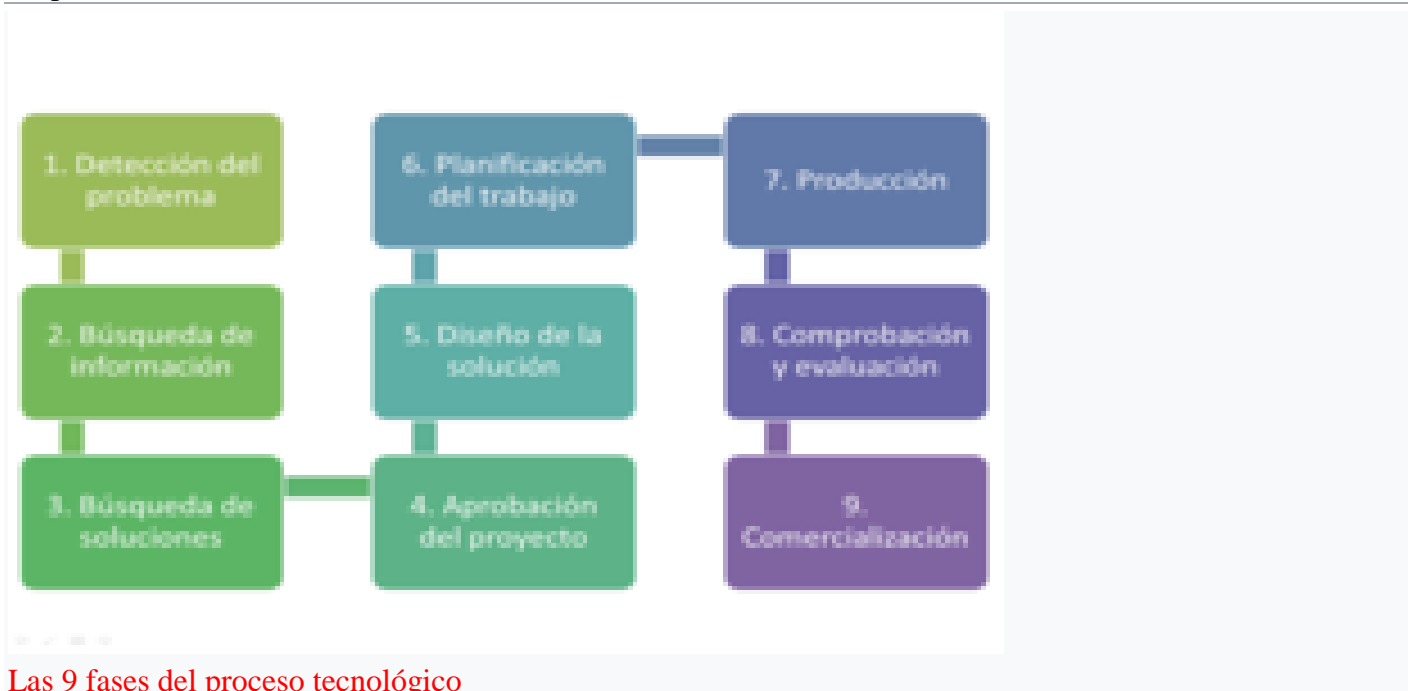 1. Detección del
problema
2. Búsqueda de
información
3. Búsqueda de
soluciones
4. Aprobación
del proyecto
5. Diseño de la
solución
6. Planificación
del trabajo
7. Producción
8. Comprobación
y evaluación
9.
Comercialización
Las 9 fases del proceso tecnológico